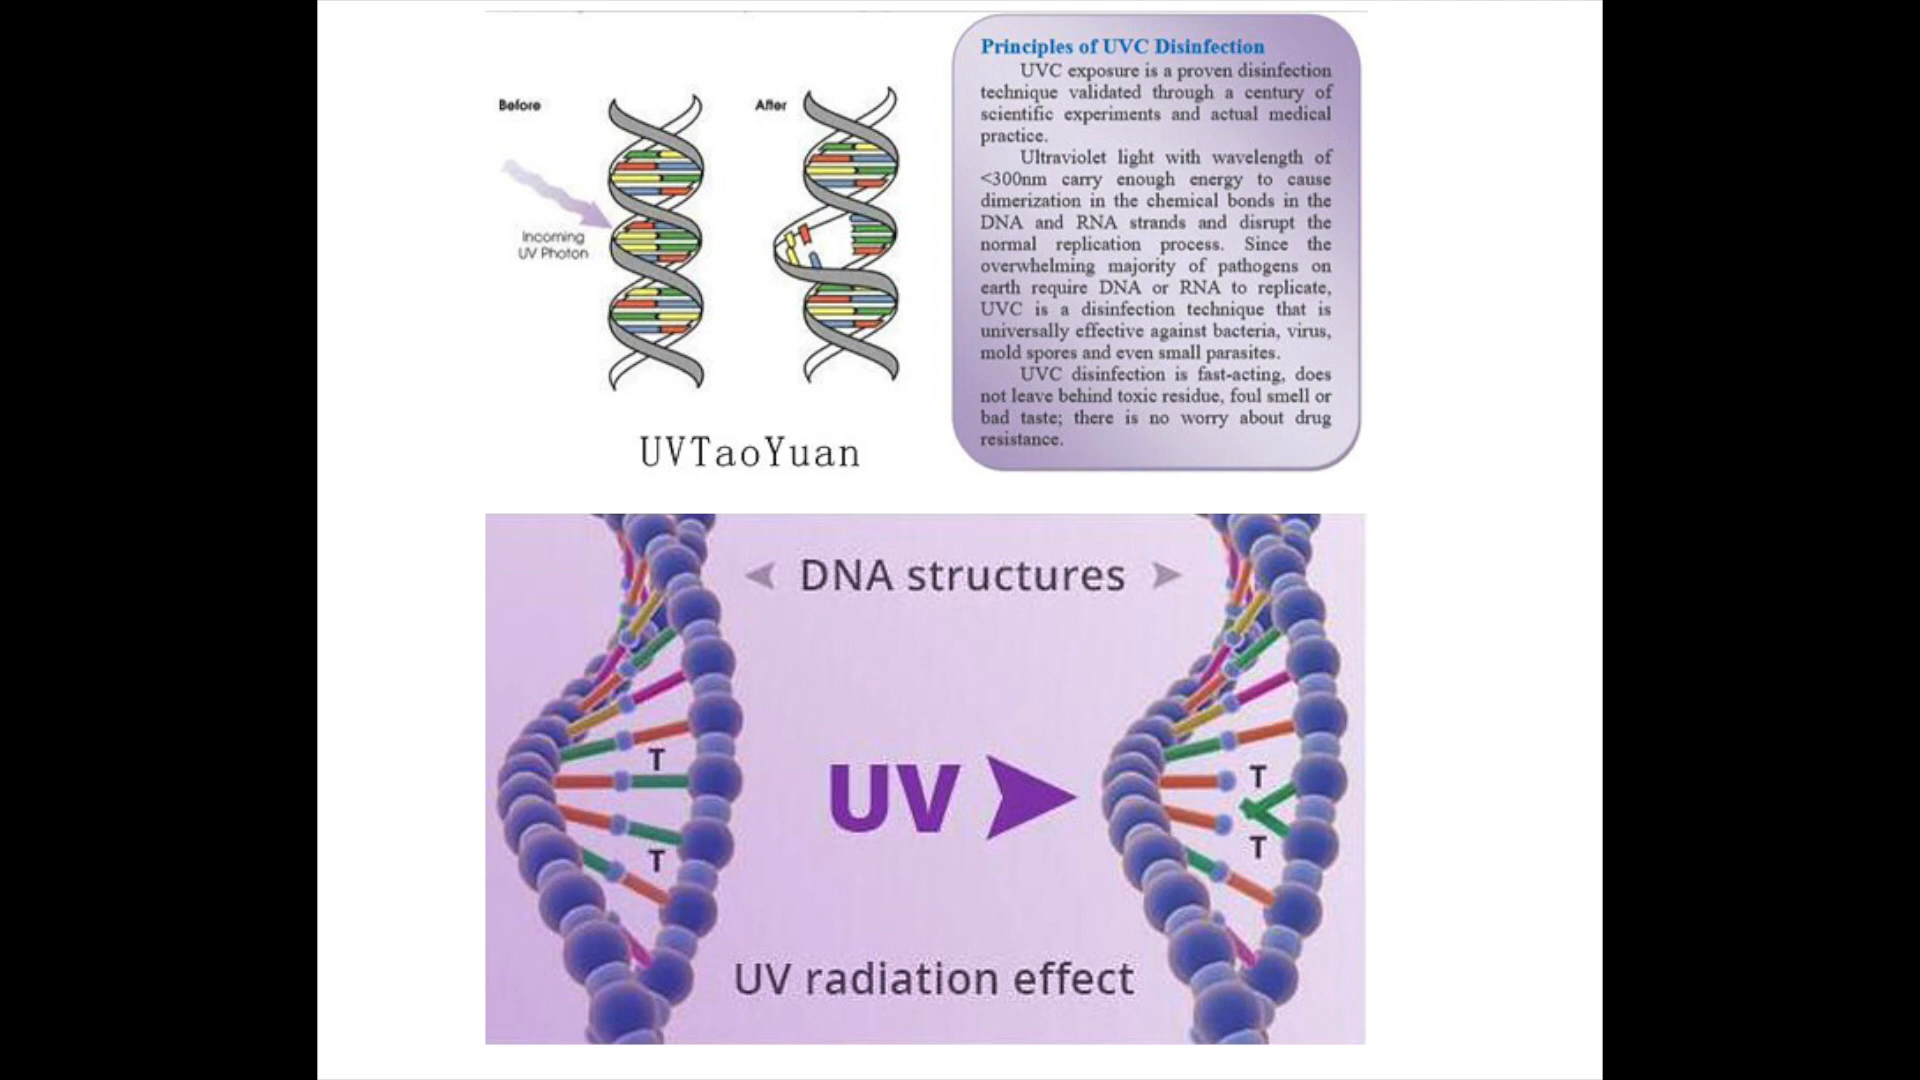 Before
After
Incoming
UV Photon
UVTaoYuan
Principles of UVC Disinfection
UVC exposure is a proven disinfection
technique validated through a century of
scientific experiments and actual medical
practice.
Ultraviolet light with wavelength of
<300nm carry enough energy to cause
dimerization in the chemical bonds in the
DNA and RNA strands and disrupt the
normal replication process. Since the
overwhelming majority of pathogens on
earth require DNA or RNA to replicate,
UVC is a disinfection technique that is
universally effective against bacteria, virus,
mold spores and even small parasites.
UVC disinfection is fast-acting, does
not leave behind toxic residue, foul smell or
bad taste; there is no worry about drug
resistance.
DNA structures
T
T
UV
T
T
UV radiation effect